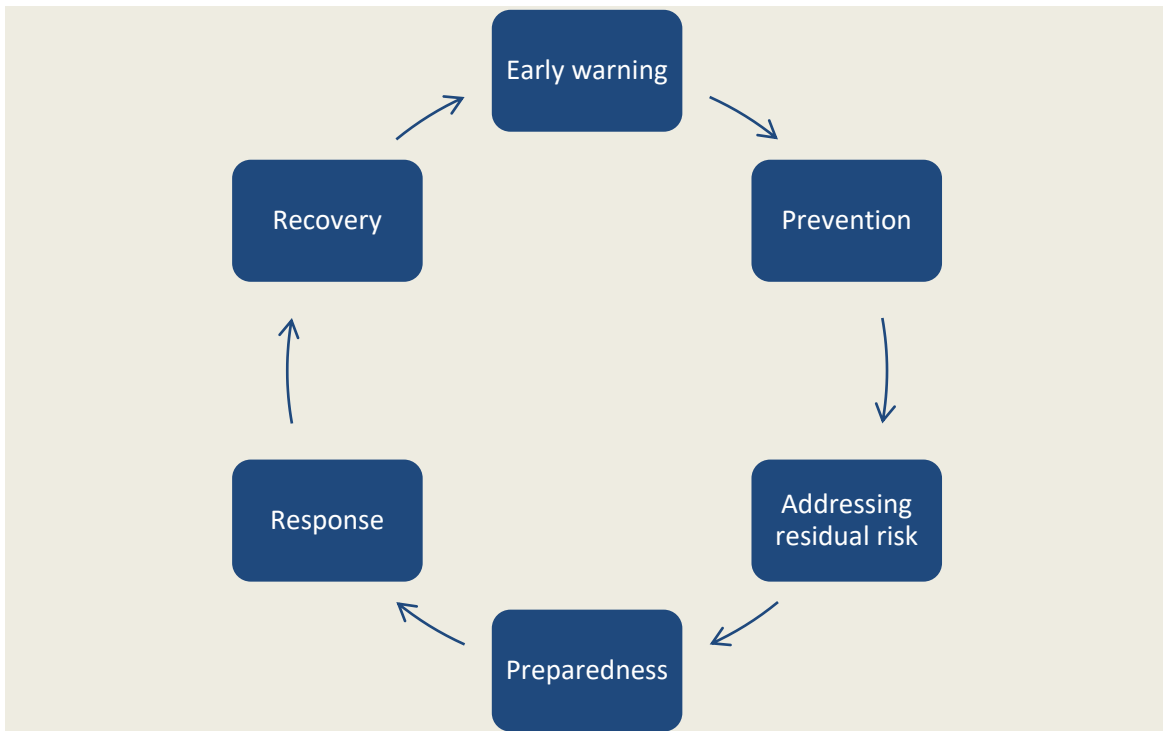 Early warning
Prevention
Addressing
residual risk
Preparedness
Response
Recovery